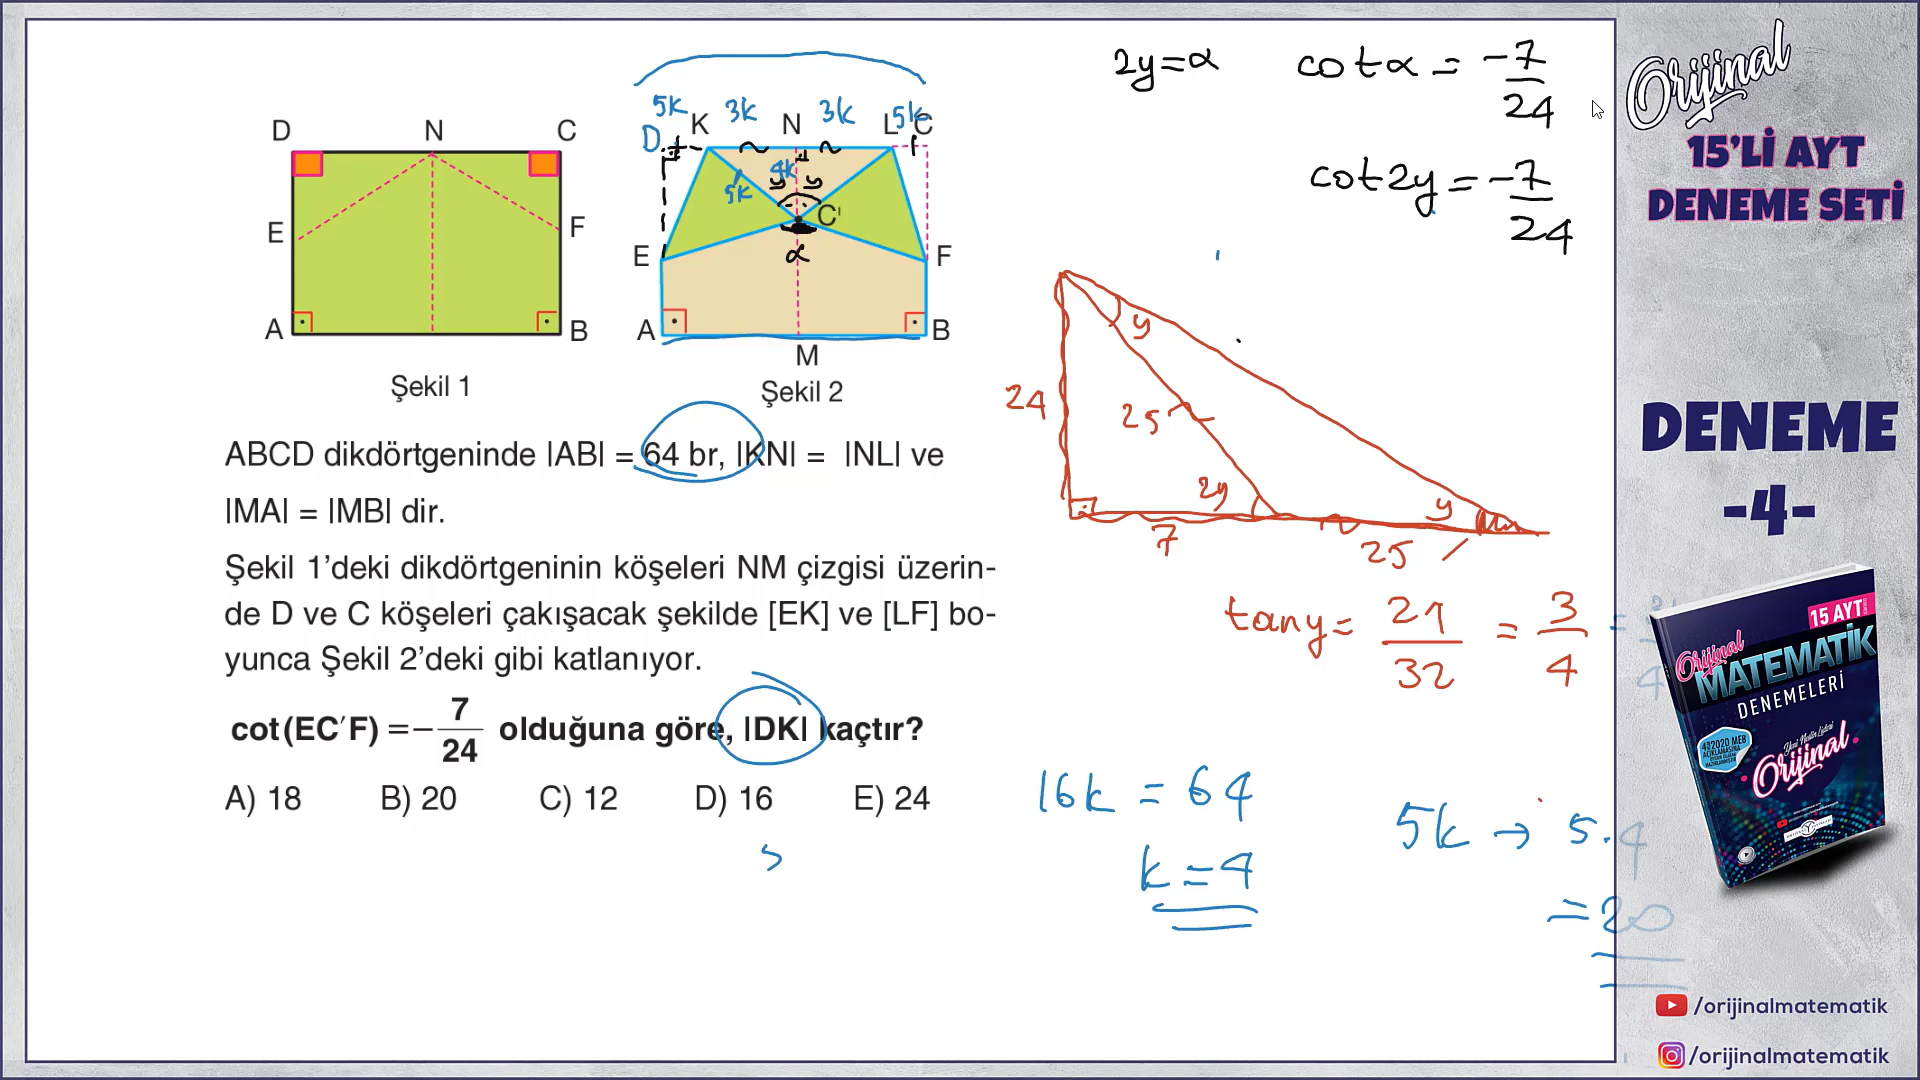 2y=α cotα = -7/24
cot2y = -7/24
D N C
E F
A B
Şekil 1
5k 3k 3k 5k
D K N L C
4k
5k y y
C'
α
E F
A B
M
Şekil 2
ABCD dikdörtgeninde |AB| = 64 br, |KN| = |NL| ve
|MA| = |MB| dir.
Şekil 1’deki dikdörtgeninin köşeleri NM çizgisi üzerin-
de D ve C köşeleri çakışacak şekilde [EK] ve [LF] bo-
yunca Şekil 2’deki gibi katlanıyor.
cot(EC′F) = -7/24 olduğuna göre, |DK| kaçtır?
A) 18 B) 20 C) 12 D) 16 E) 24
y
24 25
2y y
7 25
tany = 24/32 = 3/4
16k = 64
k = 4
5k → 5.4
= 20
Orijinal
15'Lİ AYT
DENEME SETİ
DENEME
-4-
15 AYT
Orijinal
MATEMATİK
DENEMELERİ
Orijinal
/orijinalmatematik
/orijinalmatematik